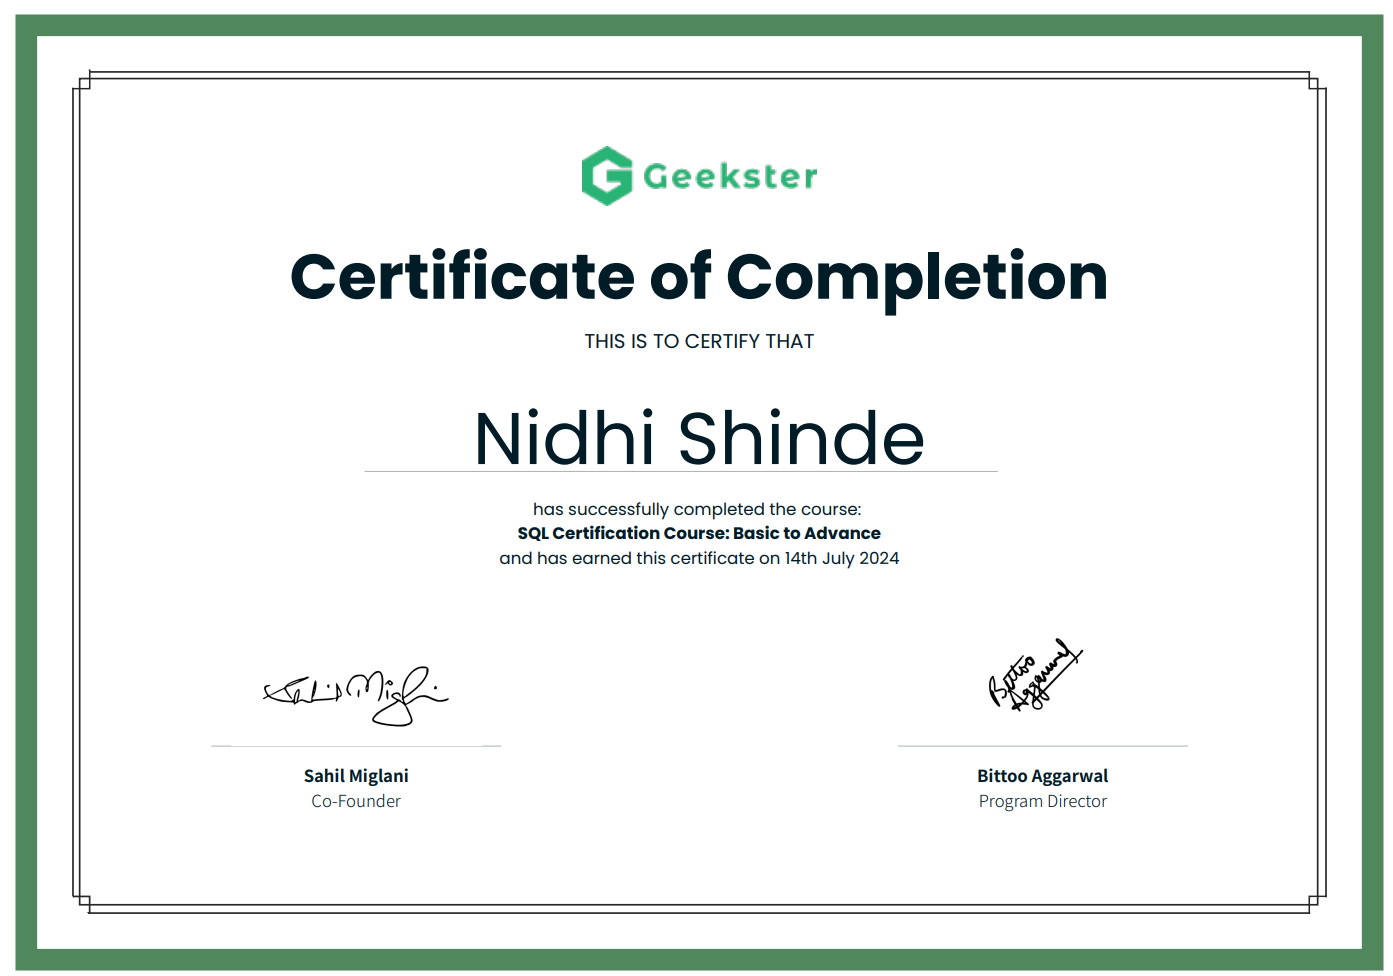 Geekster
Certificate of Completion
THIS IS TO CERTIFY THAT
Nidhi Shinde
has successfully completed the course:
SQL Certification Course: Basic to Advance
and has earned this certificate on 14th July 2024
Sahil Miglani
Bittoo
Aggarwal
Sahil Miglani
Co-Founder
Bittoo Aggarwal
Program Director